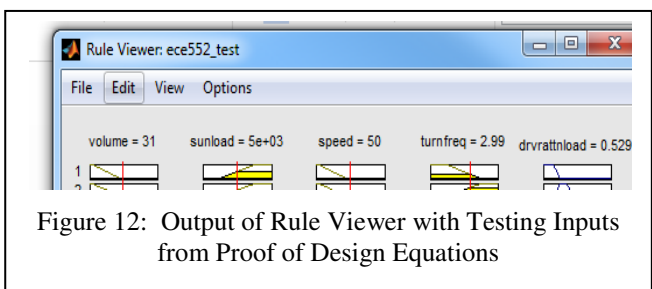 Rule Viewer: ece552_test
File Edit View Options
volume = 31 sunload = 5e+03 speed = 50 turnfreq = 2.99 drvrattnload = 0.529
1
2
Figure 12: Output of Rule Viewer with Testing Inputs
from Proof of Design Equations